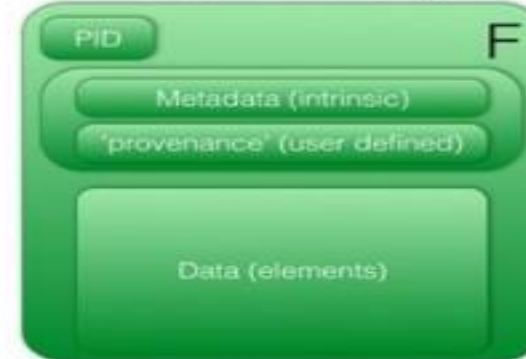 PID
F
Metadata (intrinsic)
'provenance' (user defined)
Data (elements)